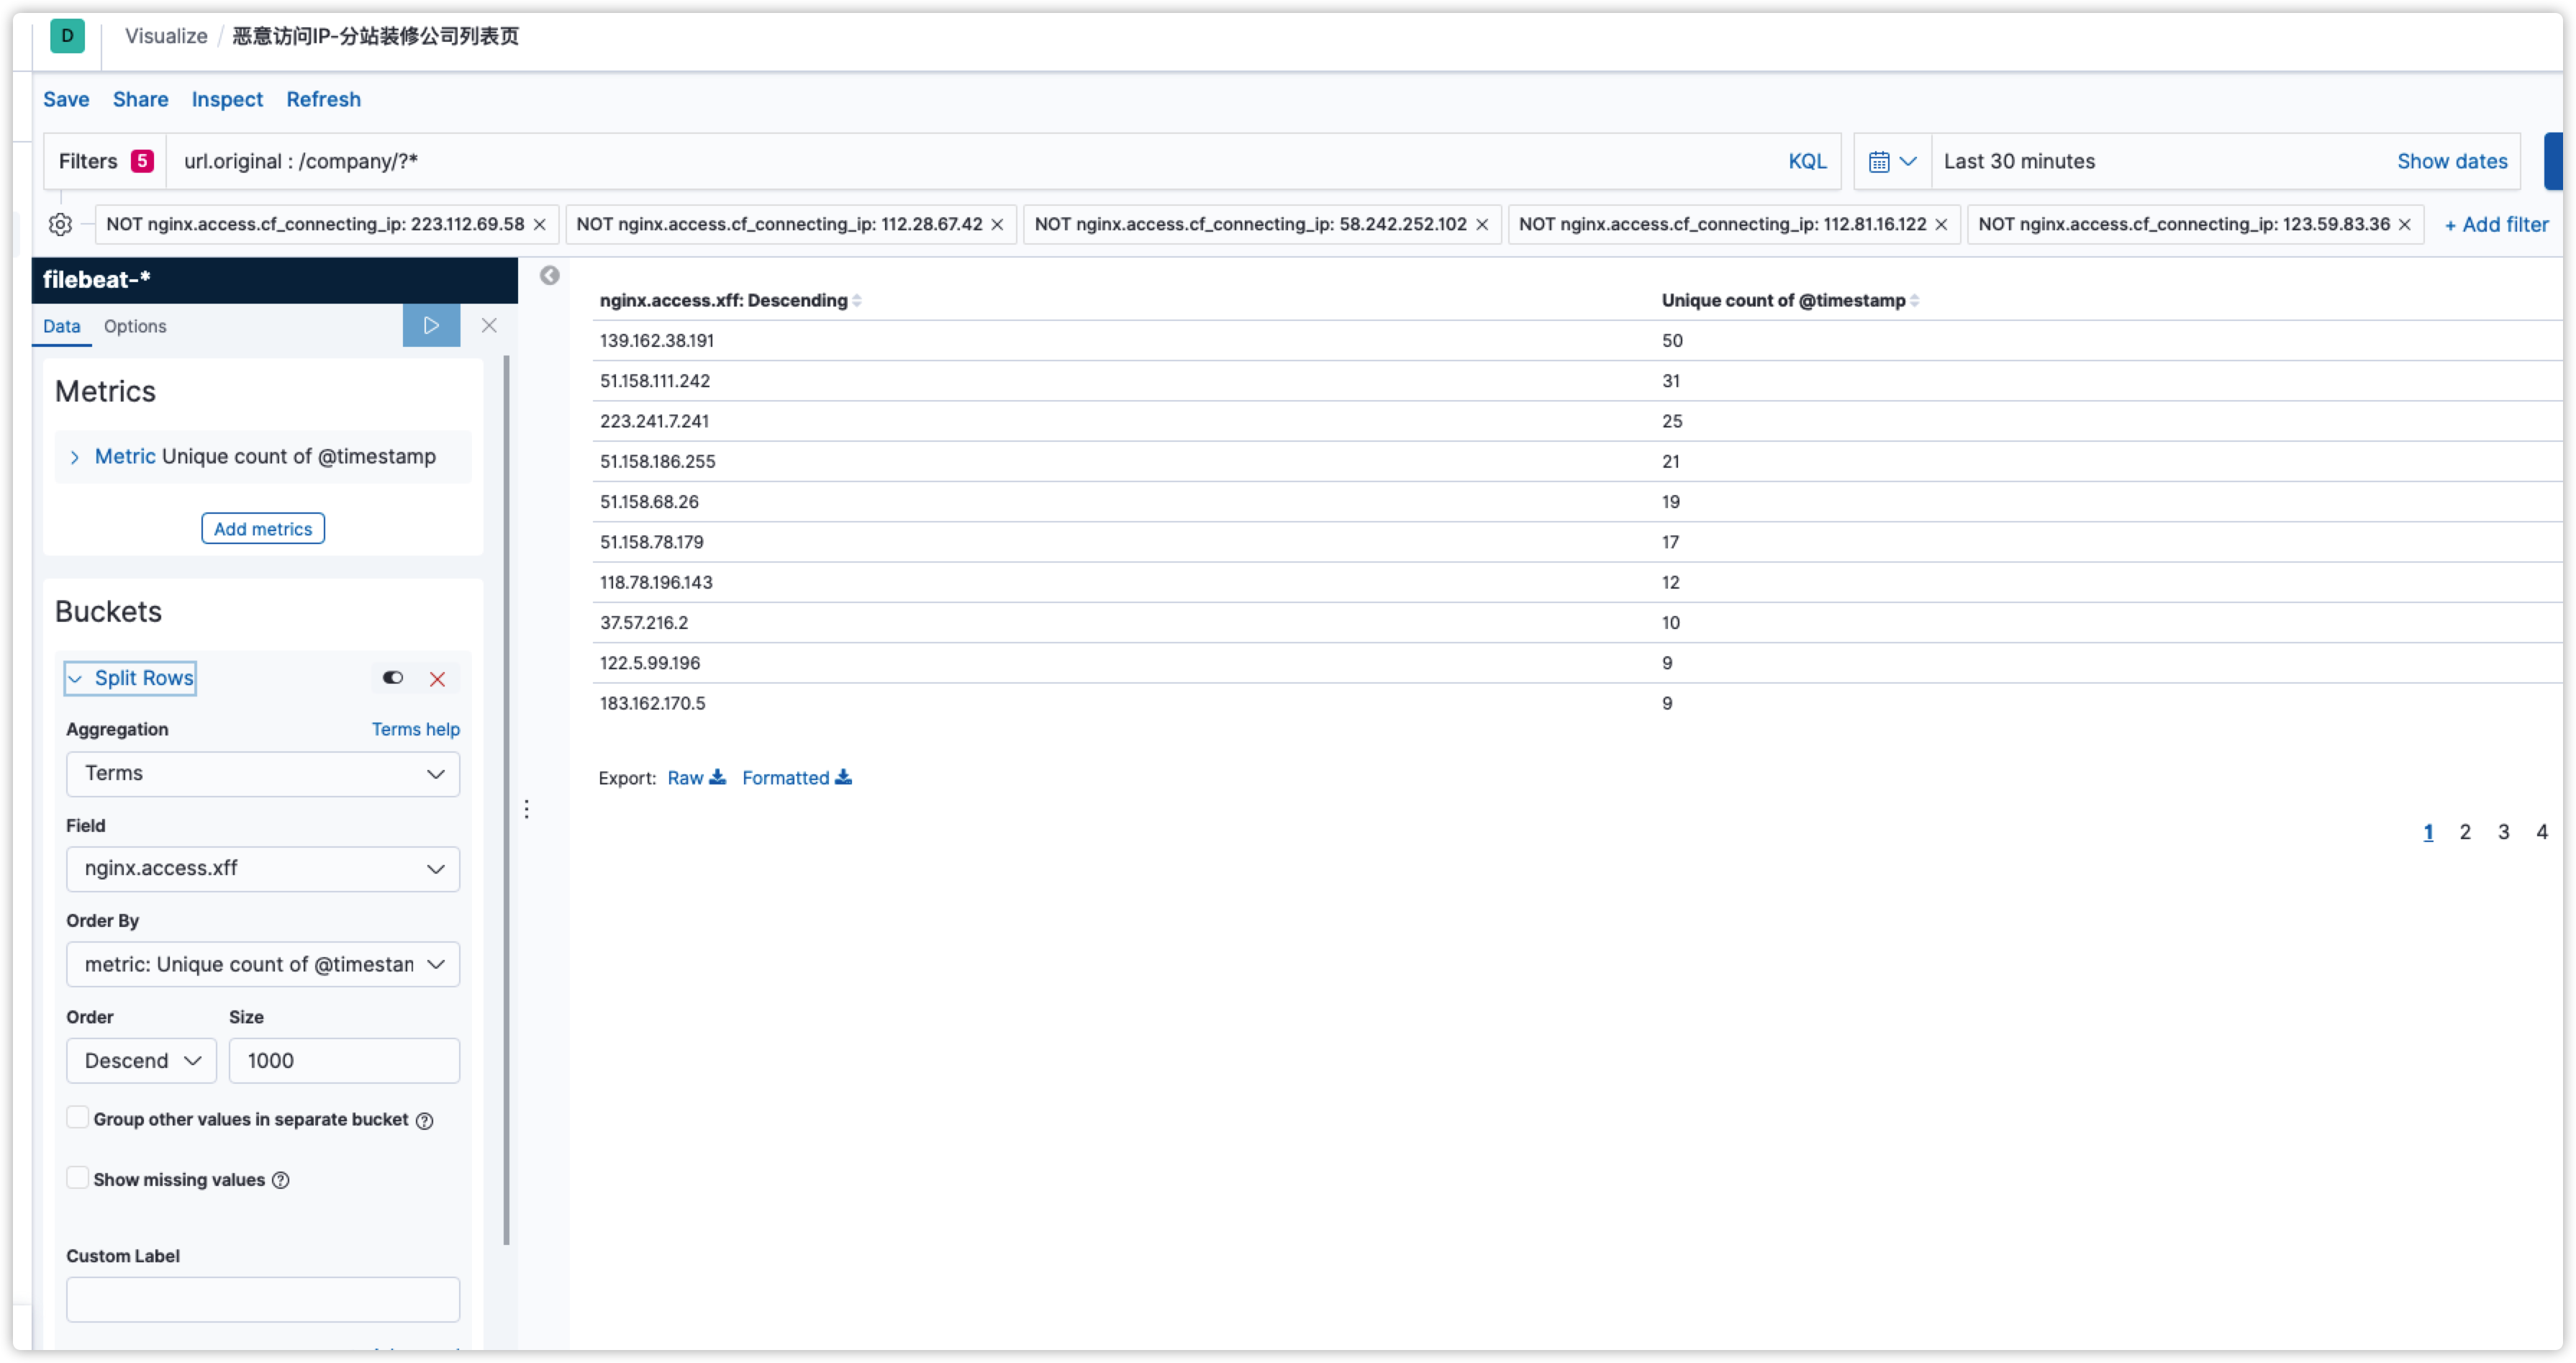 D Visualize / 恶意访问IP-分站装修公司列表页
Save Share Inspect Refresh
Filters 5 url.original : /company/?* KQL Last 30 minutes Show dates
NOT nginx.access.cf_connecting_ip: 223.112.69.58 × NOT nginx.access.cf_connecting_ip: 112.28.67.42 × NOT nginx.access.cf_connecting_ip: 58.242.252.102 × NOT nginx.access.cf_connecting_ip: 112.81.16.122 × NOT nginx.access.cf_connecting_ip: 123.59.83.36 × + Add filter
filebeat-*
Data Options
Metrics
Metric Unique count of @timestamp
Add metrics
Buckets
Split Rows
Aggregation Terms help
Terms
Field
nginx.access.xff
Order By
metric: Unique count of @timestan
Order Size
Descend 1000
Group other values in separate bucket
Show missing values
Custom Label
nginx.access.xff: Descending Unique count of @timestamp
139.162.38.191 50
51.158.111.242 31
223.241.7.241 25
51.158.186.255 21
51.158.68.26 19
51.158.78.179 17
118.78.196.143 12
37.57.216.2 10
122.5.99.196 9
183.162.170.5 9
Export: Raw Formatted
1 2 3 4